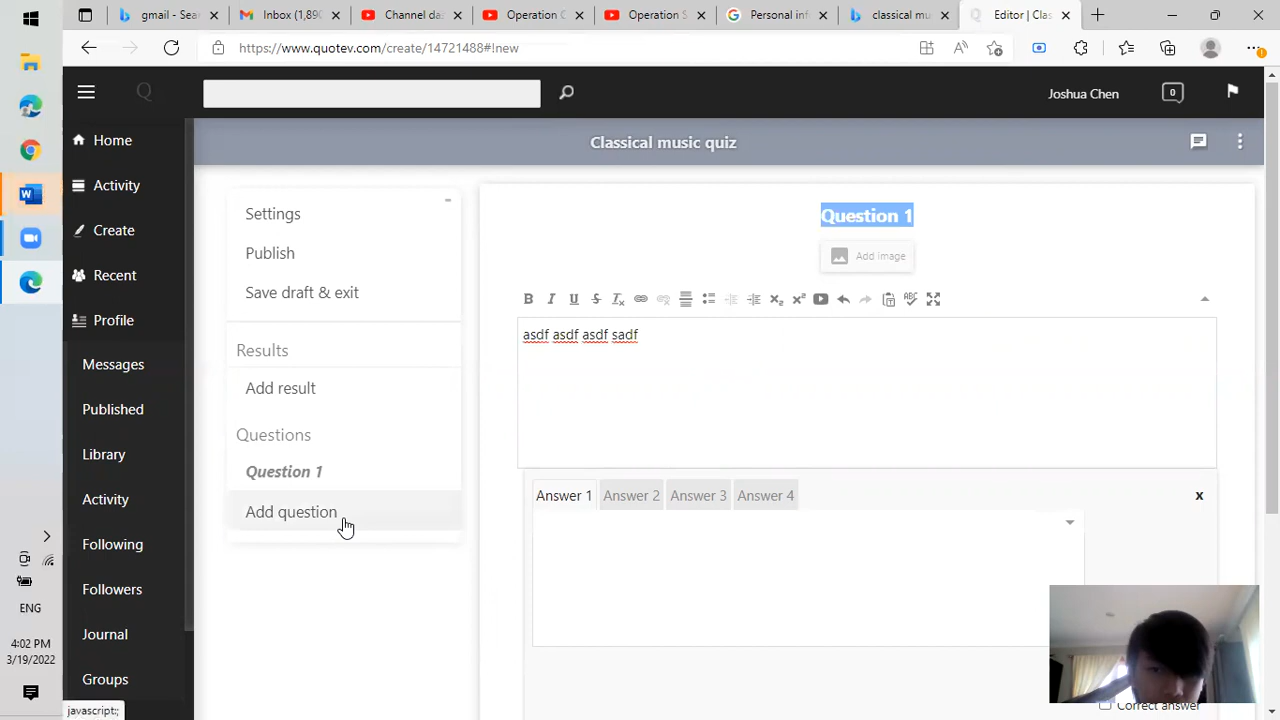 gmail - Sea
Inbox (1,890
Channel das
Operation C
Operation S
Personal inf
classical mu
Editor | Clas
https://www.quotev.com/create/14721488#!new
Q
Joshua Chen
0
Classical music quiz
Home
Activity
Create
Recent
Profile
Messages
Published
Library
Activity
Following
Followers
Journal
Groups
Settings
Publish
Save draft & exit
Results
Add result
Questions
Question 1
Add question
Question 1
Add image
asdf asdf asdf sadf
Answer 1
Answer 2
Answer 3
Answer 4
x
Correct answer
ENG
4:02 PM
3/19/2022
javascript:;